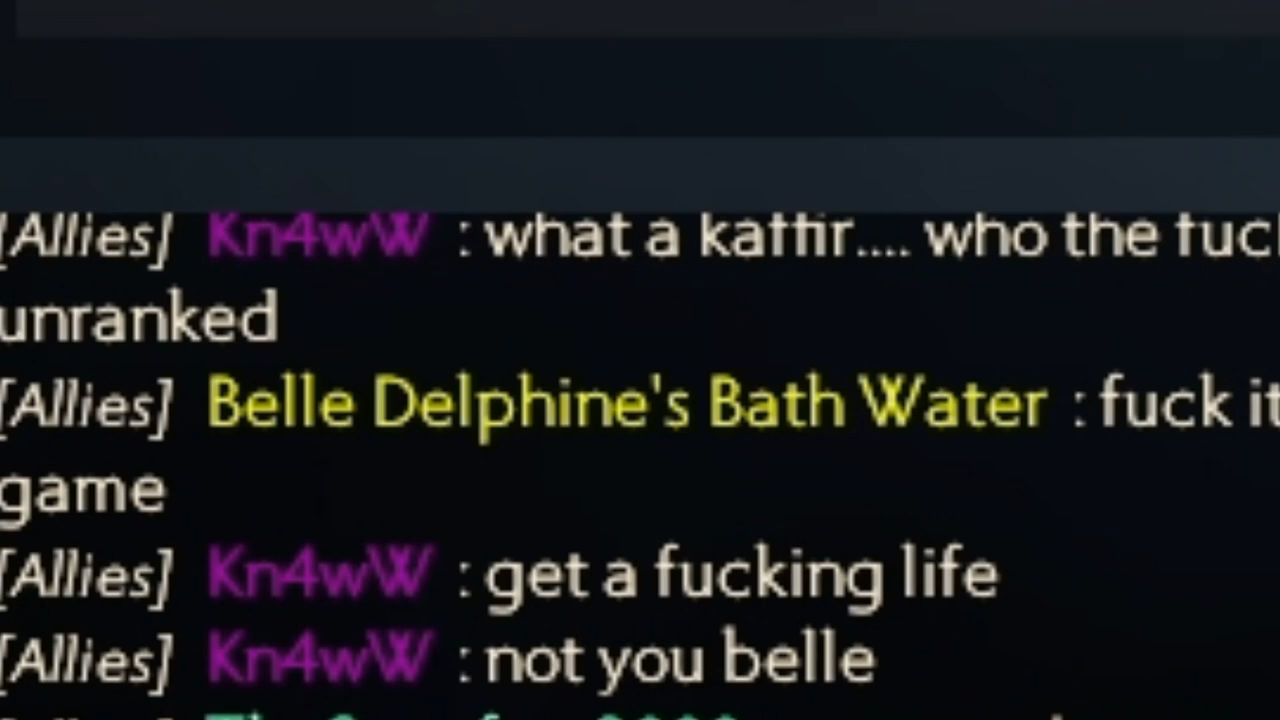 [Allies] Kn4wW : what a kaffir.... who the fuc
unranked
[Allies] Belle Delphine's Bath Water : fuck it
game
[Allies] Kn4wW : get a fucking life
[Allies] Kn4wW : not you belle